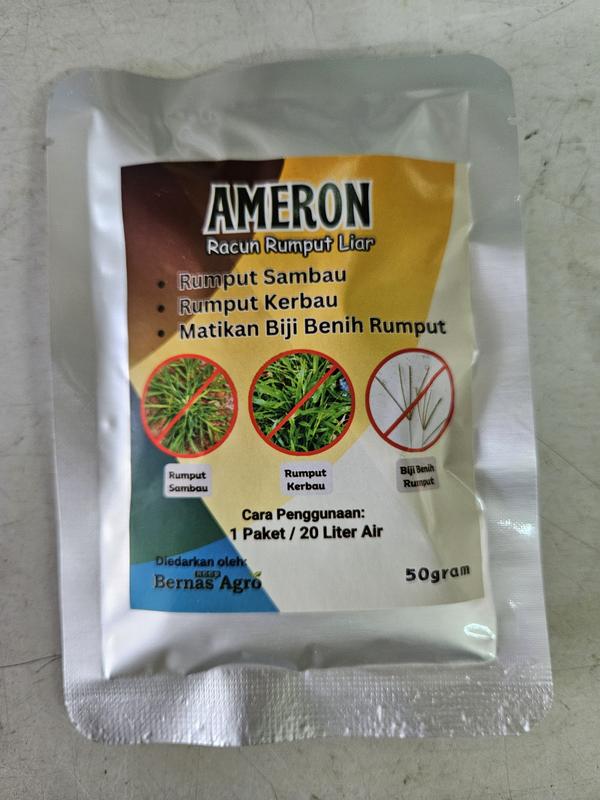 AMERON
Racun Rumput Liar
• Rumput Sambau
• Rumput Kerbau
• Matikan Biji Benih Rumput
Rumput
Sambau
Rumput
Kerbau
Biji Benih
Rumput
Cara Penggunaan:
1 Paket / 20 Liter Air
Diedarkan oleh:
Bernas Agro
50gram